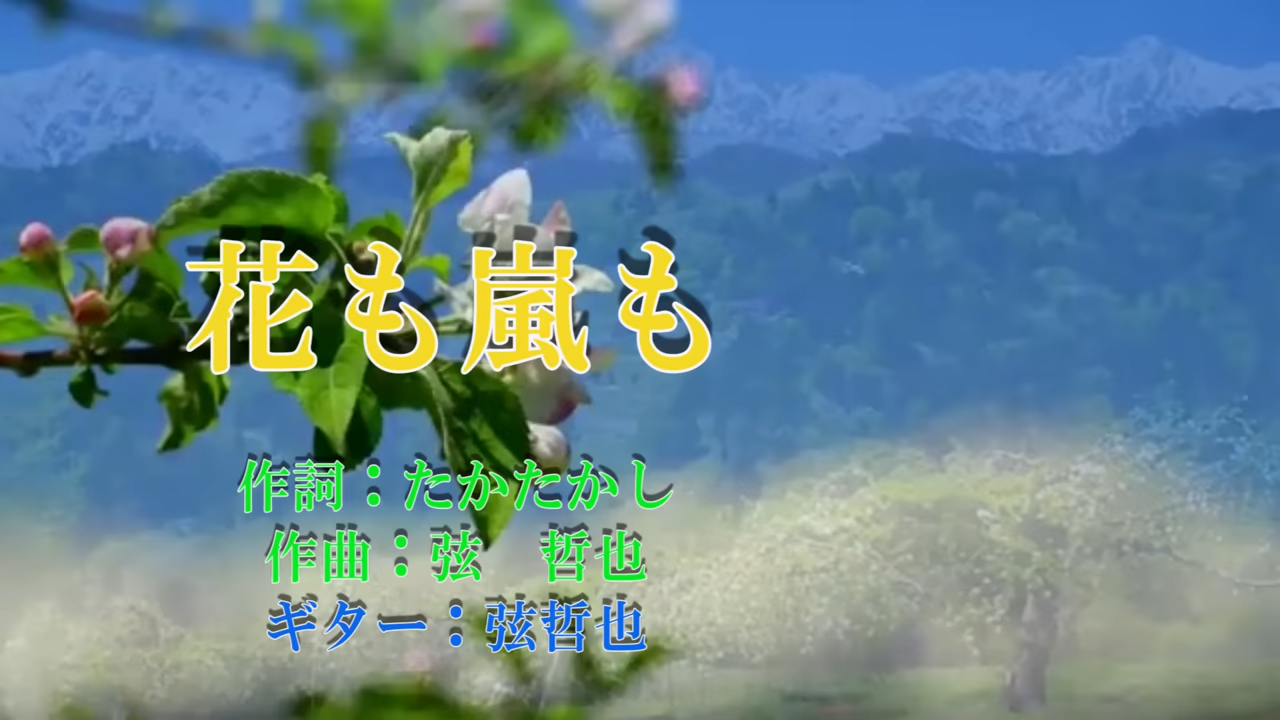 花も嵐も
作詞：たかたかし
作曲：弦　哲也
ギター：弦哲也